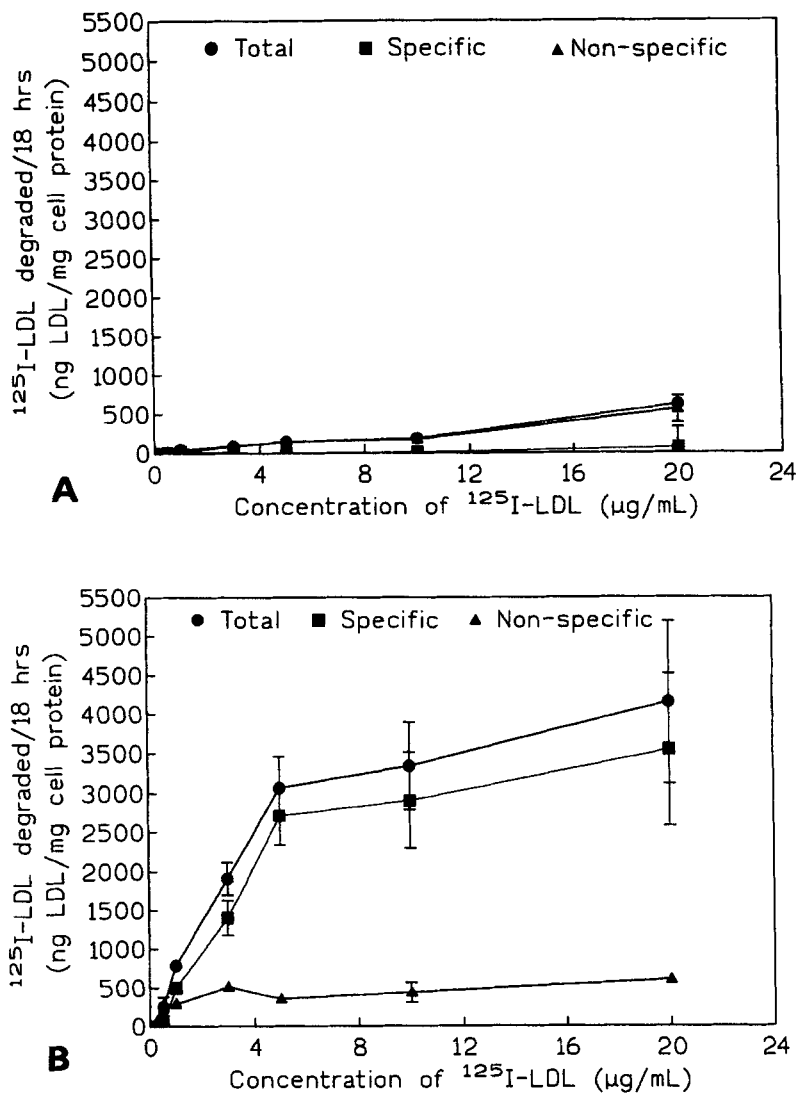 5500
5000
4500
4000
3500
3000
2500
2000
1500
1000
500
0
● Total ■ Specific ▲ Non-specific
¹²⁵I-LDL degraded/18 hrs
(ng LDL/mg cell protein)
0 4 8 12 16 20 24
Concentration of ¹²⁵I-LDL (μg/mL)
A
5500
5000
4500
4000
3500
3000
2500
2000
1500
1000
500
0
● Total ■ Specific ▲ Non-specific
¹²⁵I-LDL degraded/18 hrs
(ng LDL/mg cell protein)
0 4 8 12 16 20 24
Concentration of ¹²⁵I-LDL (μg/mL)
B